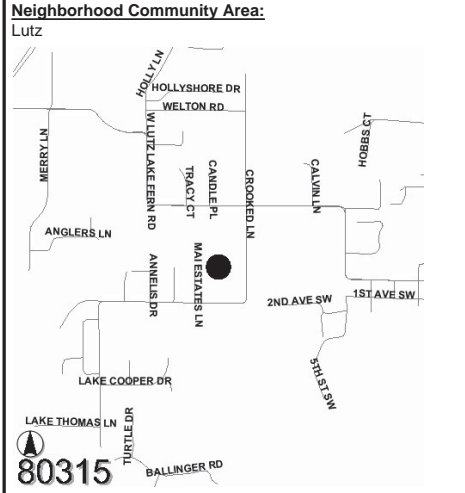 Neighborhood Community Area:
Lutz
HOLLY LN
HOLLYSHORE DR
WELTON RD
MERRY LN
W LUTZ LAKE FERN RD
TRACY CT
CANDLE PL
CROOKED LN
CALVIN LN
HOBBS CT
ANGLERS LN
ANNELIS DR
MAI ESTATES LN
2ND AVE SW
1ST AVE SW
5TH ST SW
LAKE COOPER DR
LAKE THOMAS LN
TURTLE DR
BALLINGER RD
80315